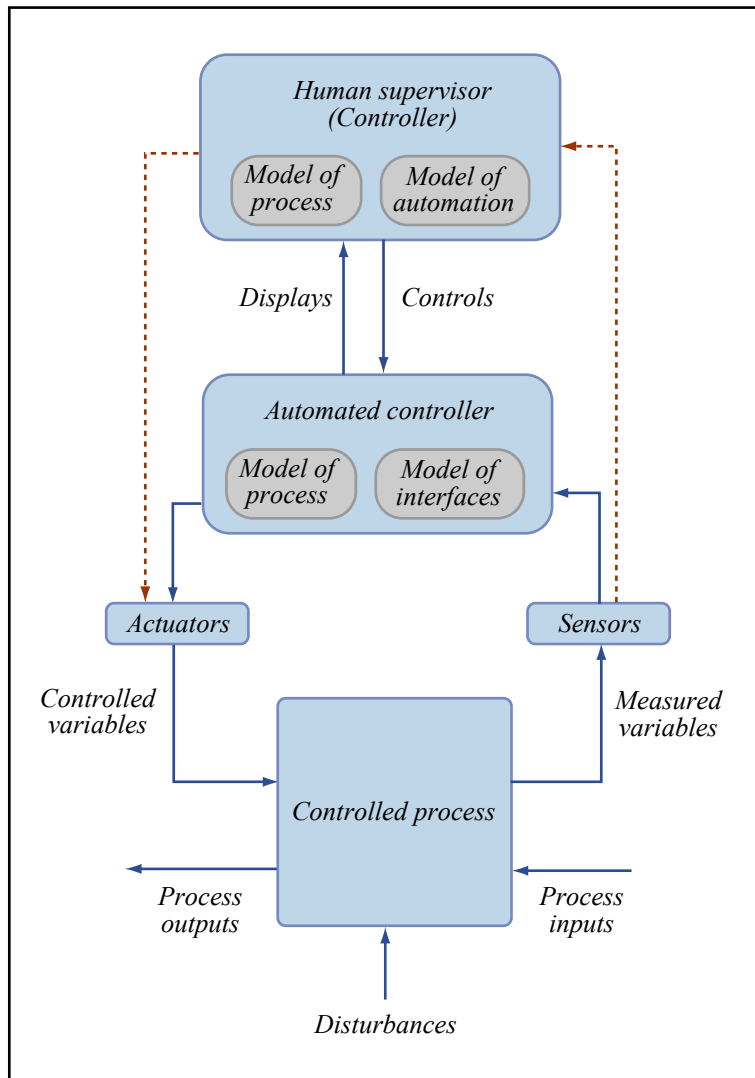 Human supervisor
(Controller)
Model of
process
Model of
automation
Displays
Controls
Automated controller
Model of
process
Model of
interfaces
Actuators
Sensors
Controlled
variables
Measured
variables
Controlled process
Process
outputs
Process
inputs
Disturbances